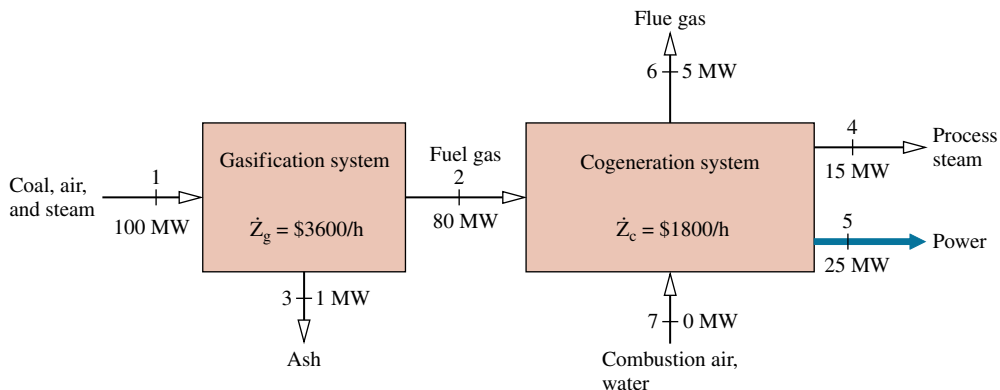 Flue gas
6 5 MW
Gasification system
Fuel gas
Cogeneration system
4
Process
steam
15 MW
Coal, air,
and steam
1
100 MW
2
80 MW
Żg = $3600/h
Żc = $1800/h
5
Power
25 MW
3 1 MW
7 0 MW
Ash
Combustion air,
water